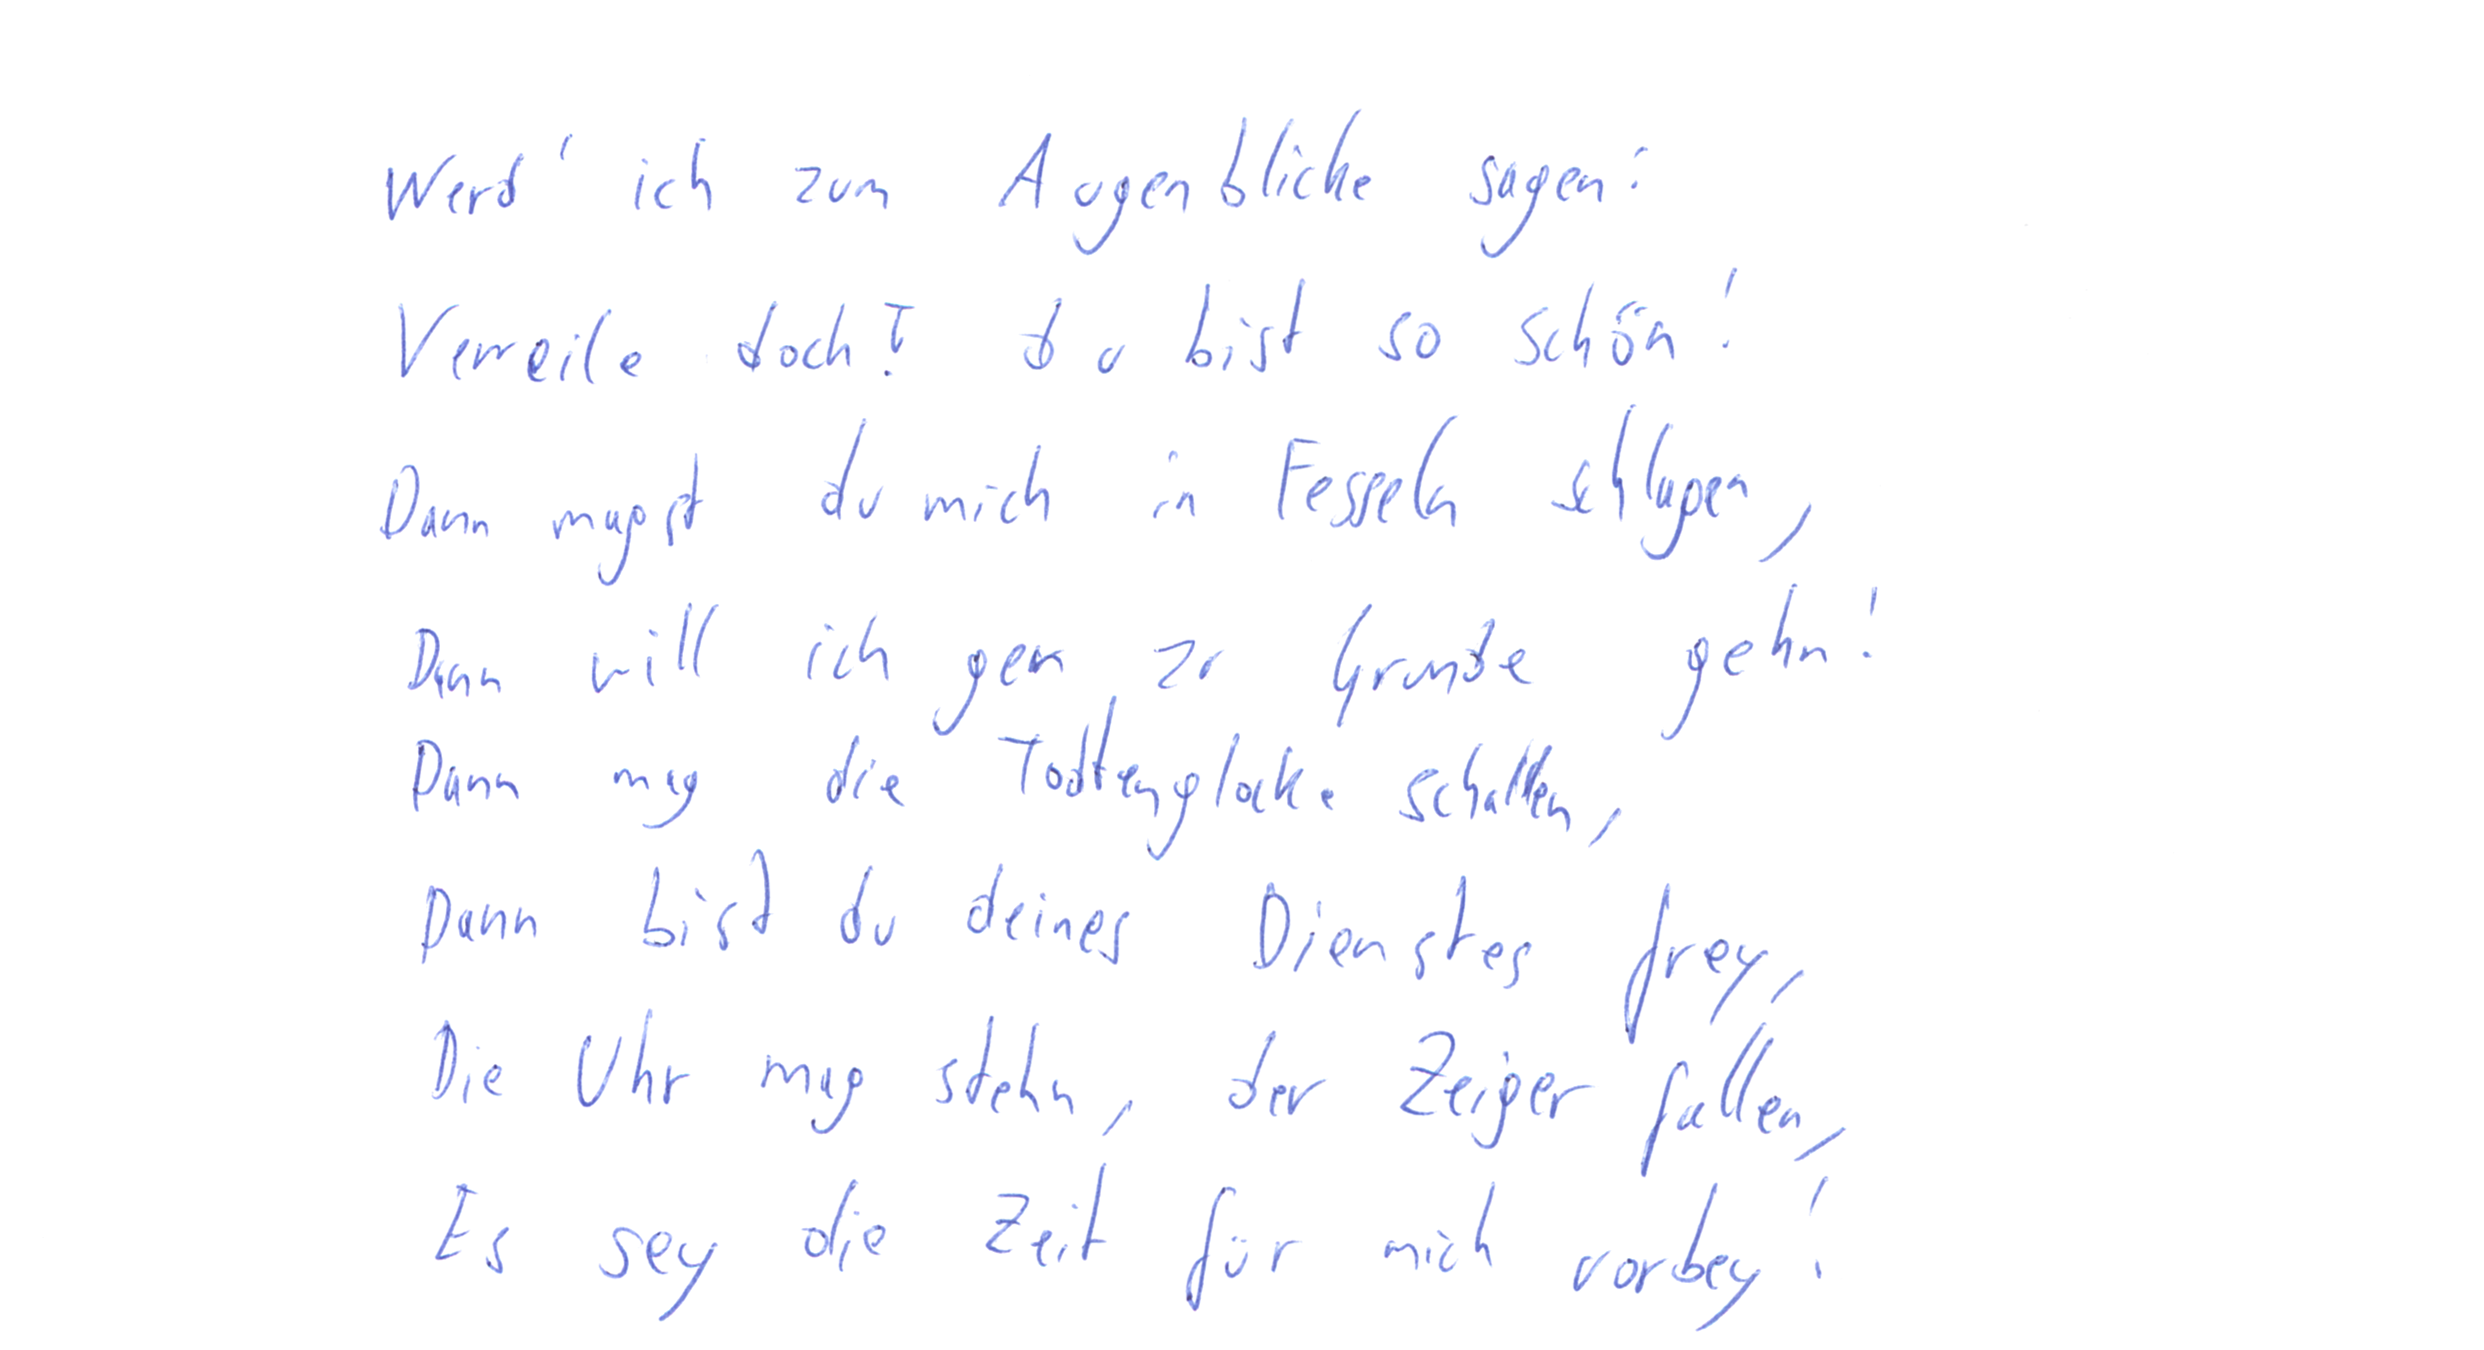 Werd' ich zum Augenblicke sagen:
Verweile doch! du bist so schön!
Dann magst du mich in Fesseln schlagen,
Dann will ich gern zu Grunde gehn!
Dann mag die Todtenglocke schallen,
Dann bist du deines Dienstes frey,
Die Uhr mag stehn, der Zeiger fallen,
Es sey die Zeit für mich vorbey!